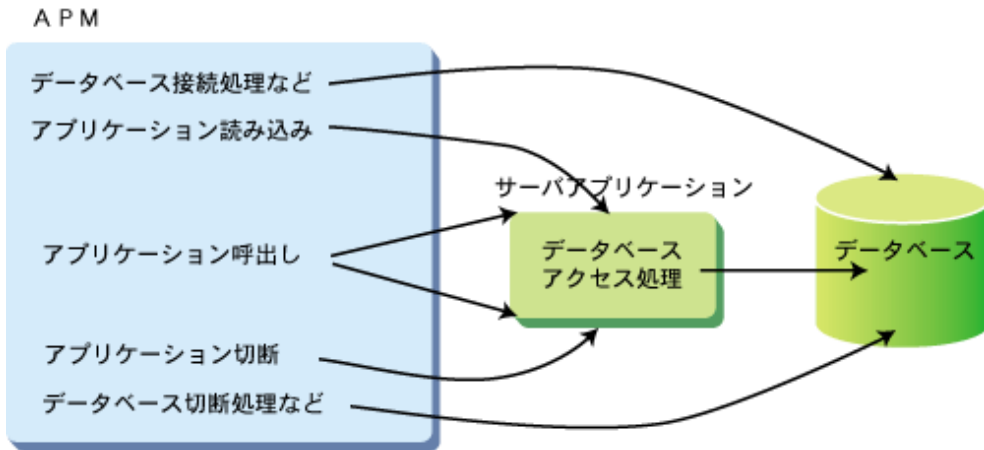 ＡＰＭ
データベース接続処理など
アプリケーション読み込み
サーバアプリケーション
アプリケーション呼出し
データベース
アクセス処理
データベース
アプリケーション切断
データベース切断処理など